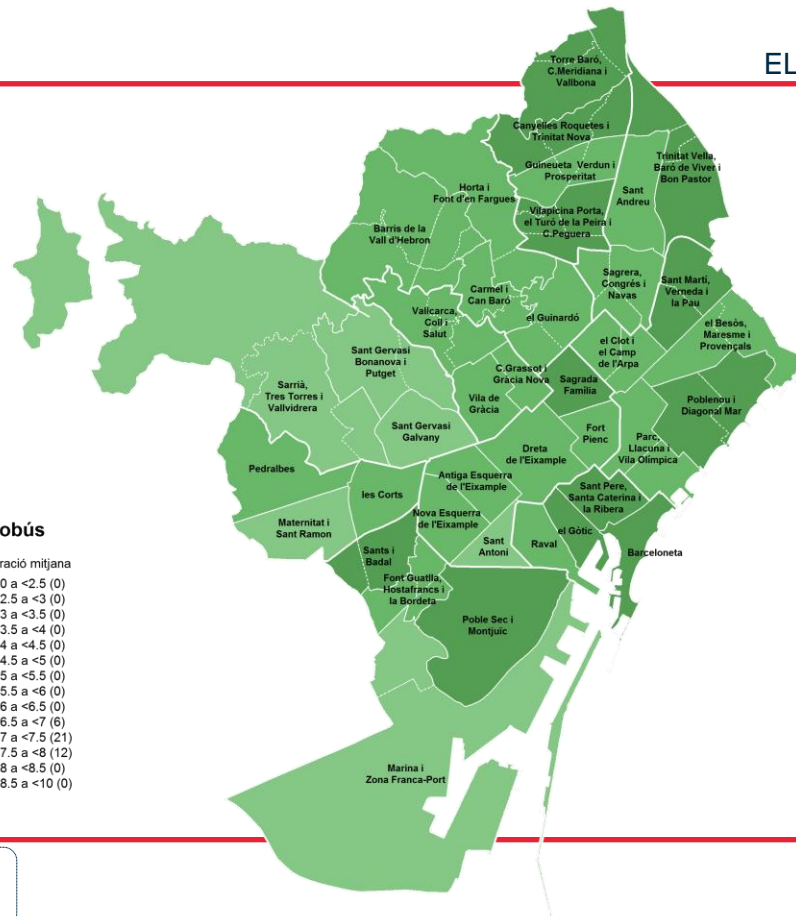 EL
Torre Baró,
C.Meridiana i
Vallbona
Canyelles Roquetes i
Trinitat Nova
Guineueta Verdun i
Prosperitat
Trinitat Vella,
Baró de Viver i
Bon Pastor
Horta i
Font d'en Fargues
Sant
Andreu
Vilapicina Porta,
el Turó de la Peira i
C.Peguera
Barris de la
Vall d'Hebron
Sagrera,
Congrés i
Navas
Sant Martí,
Verneda i
la Pau
Carmel i
Can Baró
Vallcarca,
Coll i
Salut
el Guinardó
el Besòs,
Maresme i
Provençals
el Clot i
el Camp
de l'Arpa
Sant Gervasi
Bonanova i
Putget
C.Grassot i
Gràcia Nova
Sagrada
Família
Sarrià,
Tres Torres i
Vallvidrera
Vila de
Gràcia
Poblenou i
Diagonal Mar
Sant Gervasi
Galvany
Fort
Pienc
Parc,
Llacuna i
Vila Olímpica
Dreta
de l'Eixample
Pedralbes
Antiga Esquerra
de l'Eixample
Sant Pere,
Santa Caterina i
la Ribera
les Corts
Nova Esquerra
de l'Eixample
Maternitat i
Sant Ramon
el Gòtic
Sant
Antoni
Raval
Barceloneta
Sants i
Badal
Font Guatlla,
Hostafrancs i
la Bordeta
Poble Sec i
Montjuïc
Marina i
Zona Franca-Port
obús
ració mitjana
0 a <2.5 (0)
2.5 a <3 (0)
3 a <3.5 (0)
3.5 a <4 (0)
4 a <4.5 (0)
4.5 a <5 (0)
5 a <5.5 (0)
5.5 a <6 (0)
6 a <6.5 (0)
6.5 a <7 (6)
7 a <7.5 (21)
7.5 a <8 (12)
8 a <8.5 (0)
8.5 a <10 (0)